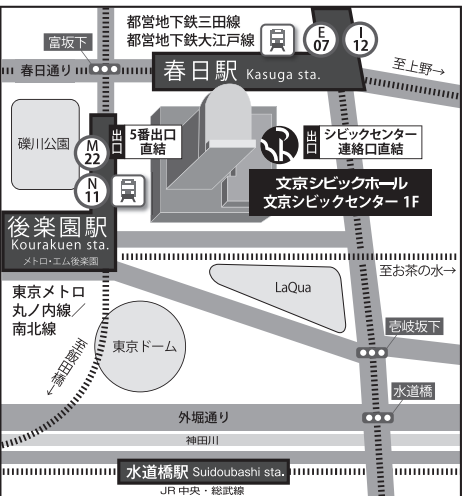 都営地下鉄三田線
都営地下鉄大江戸線
E
07
I
12
富坂下
春日通り
春日駅 Kasuga sta.
至上野→
礫川公園
M
22
出口
5番出口
直結
出口
シビックセンター
連絡口直結
N
11
文京シビックホール
文京シビックセンター 1F
後楽園駅
Kourakuen sta.
メトロ・エム後楽園
至お茶の水→
LaQua
東京メトロ
丸ノ内線／
南北線
壱岐坂下
東京ドーム
至飯田橋→
水道橋
外堀通り
神田川
水道橋駅 Suidoubashi sta.
JR 中央・総武線